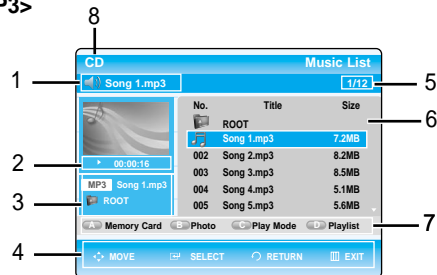 P3>
8
CD Music List
1 Song 1.mp3 1/12 5
No. Title Size
ROOT 6
Song 1.mp3 7.2MB
002 Song 2.mp3 8.2MB
2 00:00:16
003 Song 3.mp3 8.5MB
MP3 Song 1.mp3
004 Song 4.mp3 5.1MB
3 ROOT
005 Song 5.mp3 5.6MB
A Memory Card B Photo C Play Mode D Playlist 7
4 MOVE SELECT RETURN EXIT